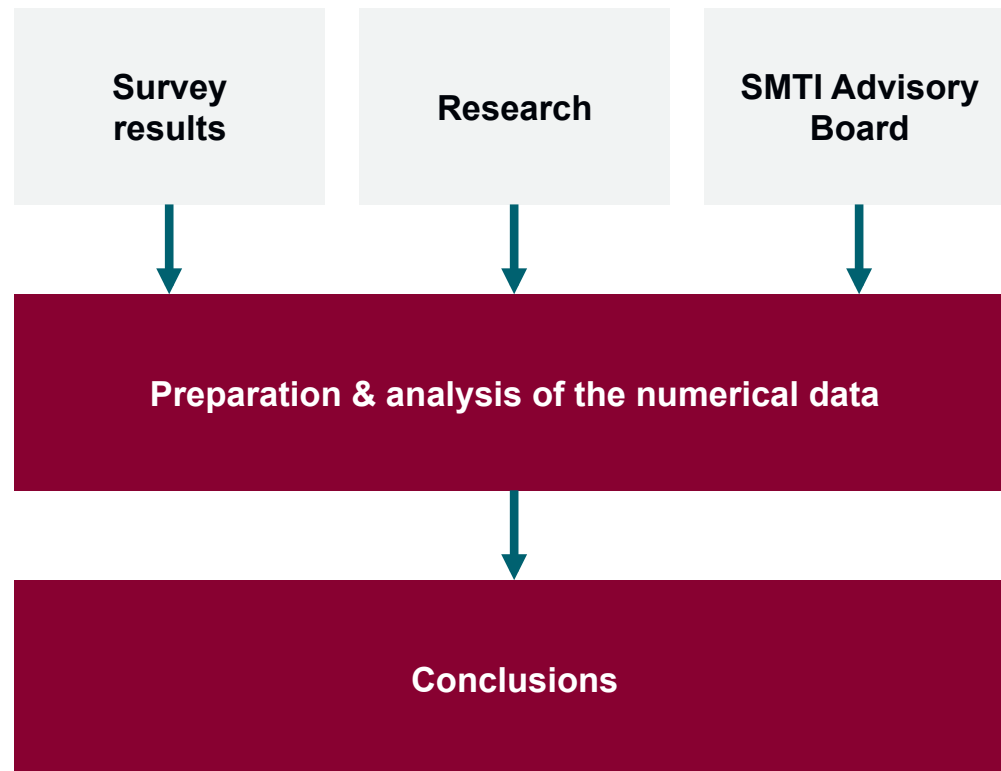 Survey
results
Research
SMTI Advisory
Board
Preparation & analysis of the numerical data
Conclusions